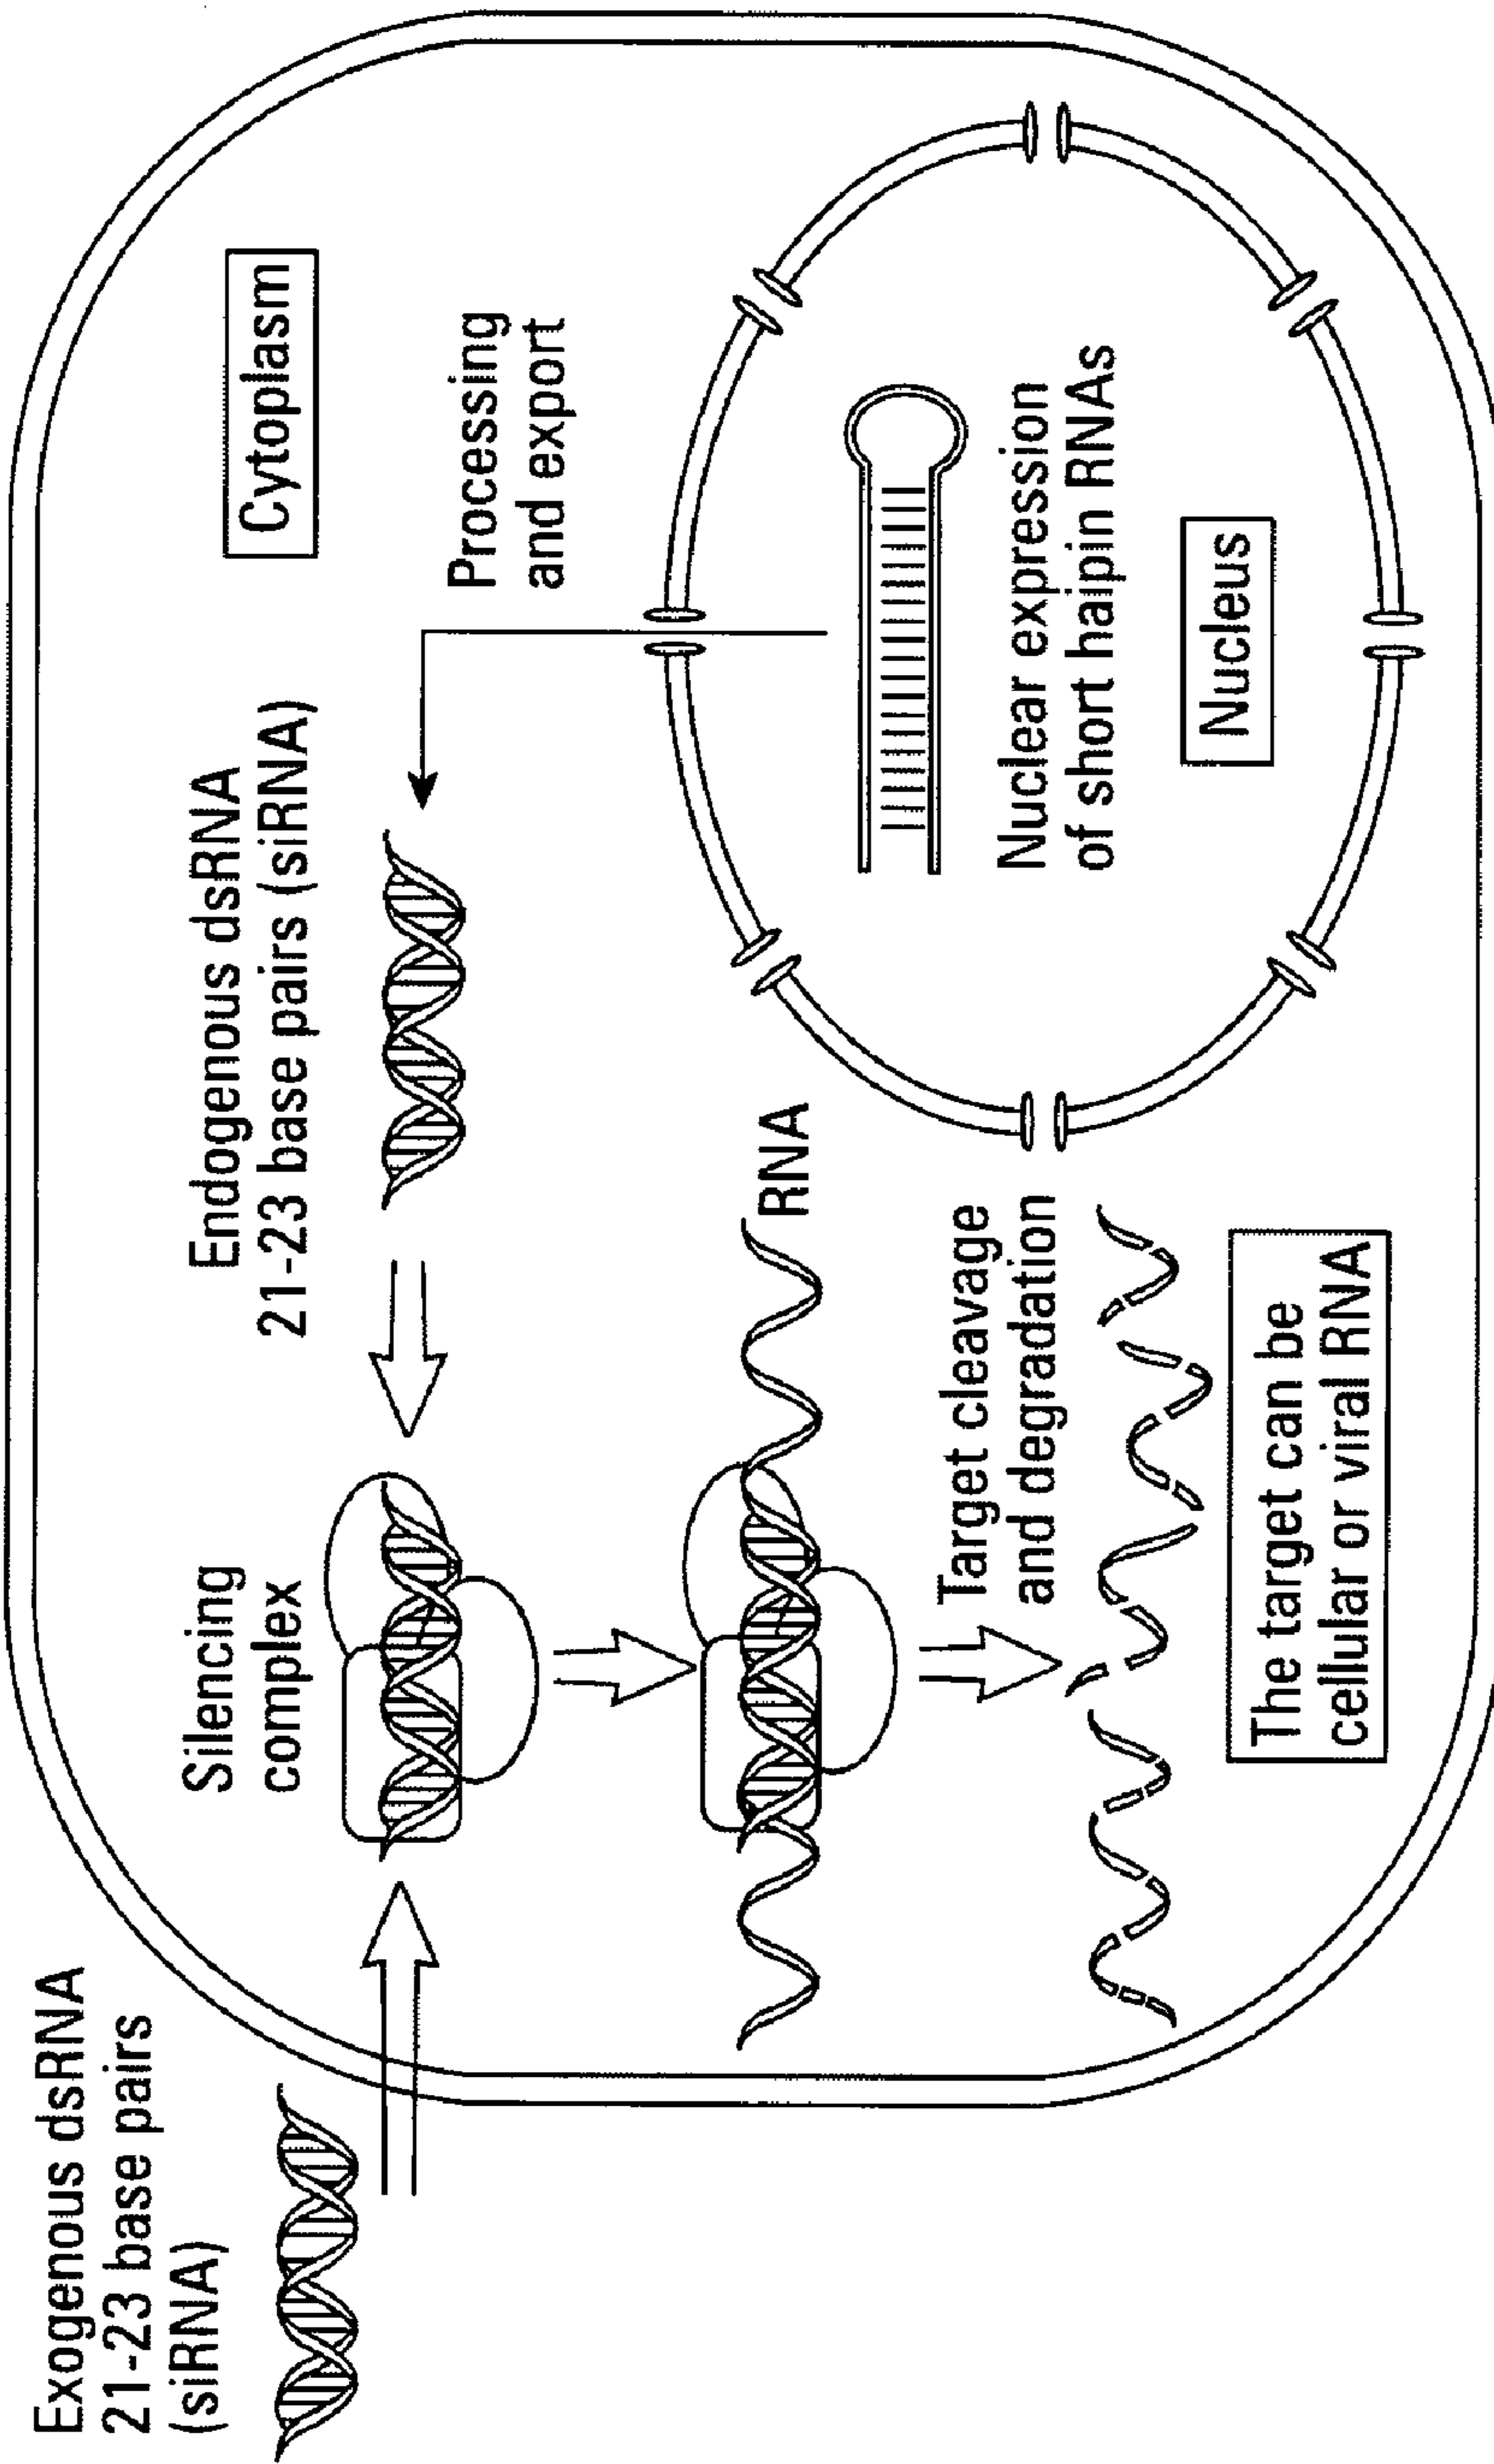 Exogenous dsRNA
21-23 base pairs
(siRNA)
Silencing
complex
Endogenous dsRNA
21-23 base pairs (siRNA)
Cytoplasm
Processing
and export
RNA
Target cleavage
and degradation
Nuclear expression
of short haipin RNAs
Nucleus
The target can be
cellular or viral RNA